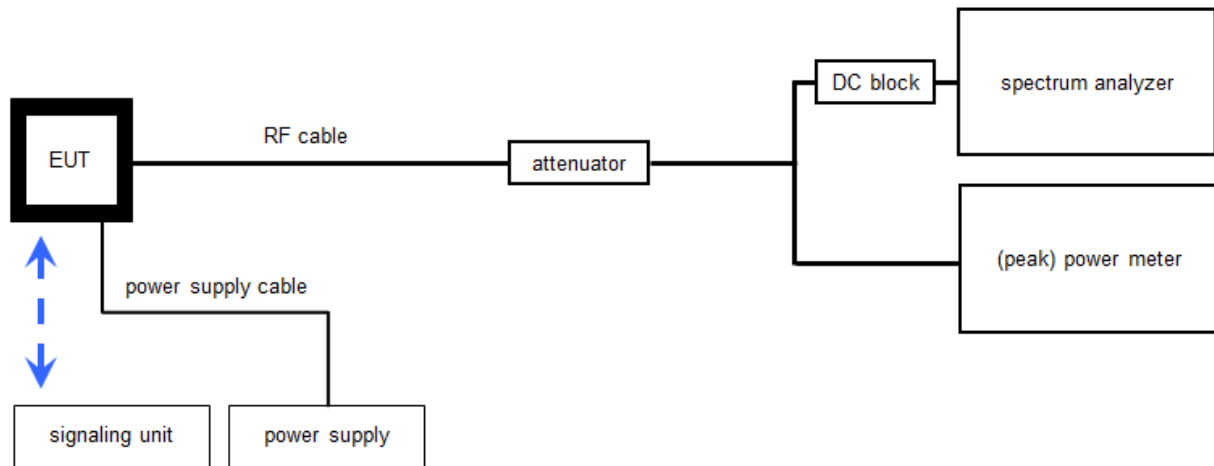 DC block
spectrum analyzer
EUT
RF cable
attenuator
(peak) power meter
power supply cable
signaling unit
power supply